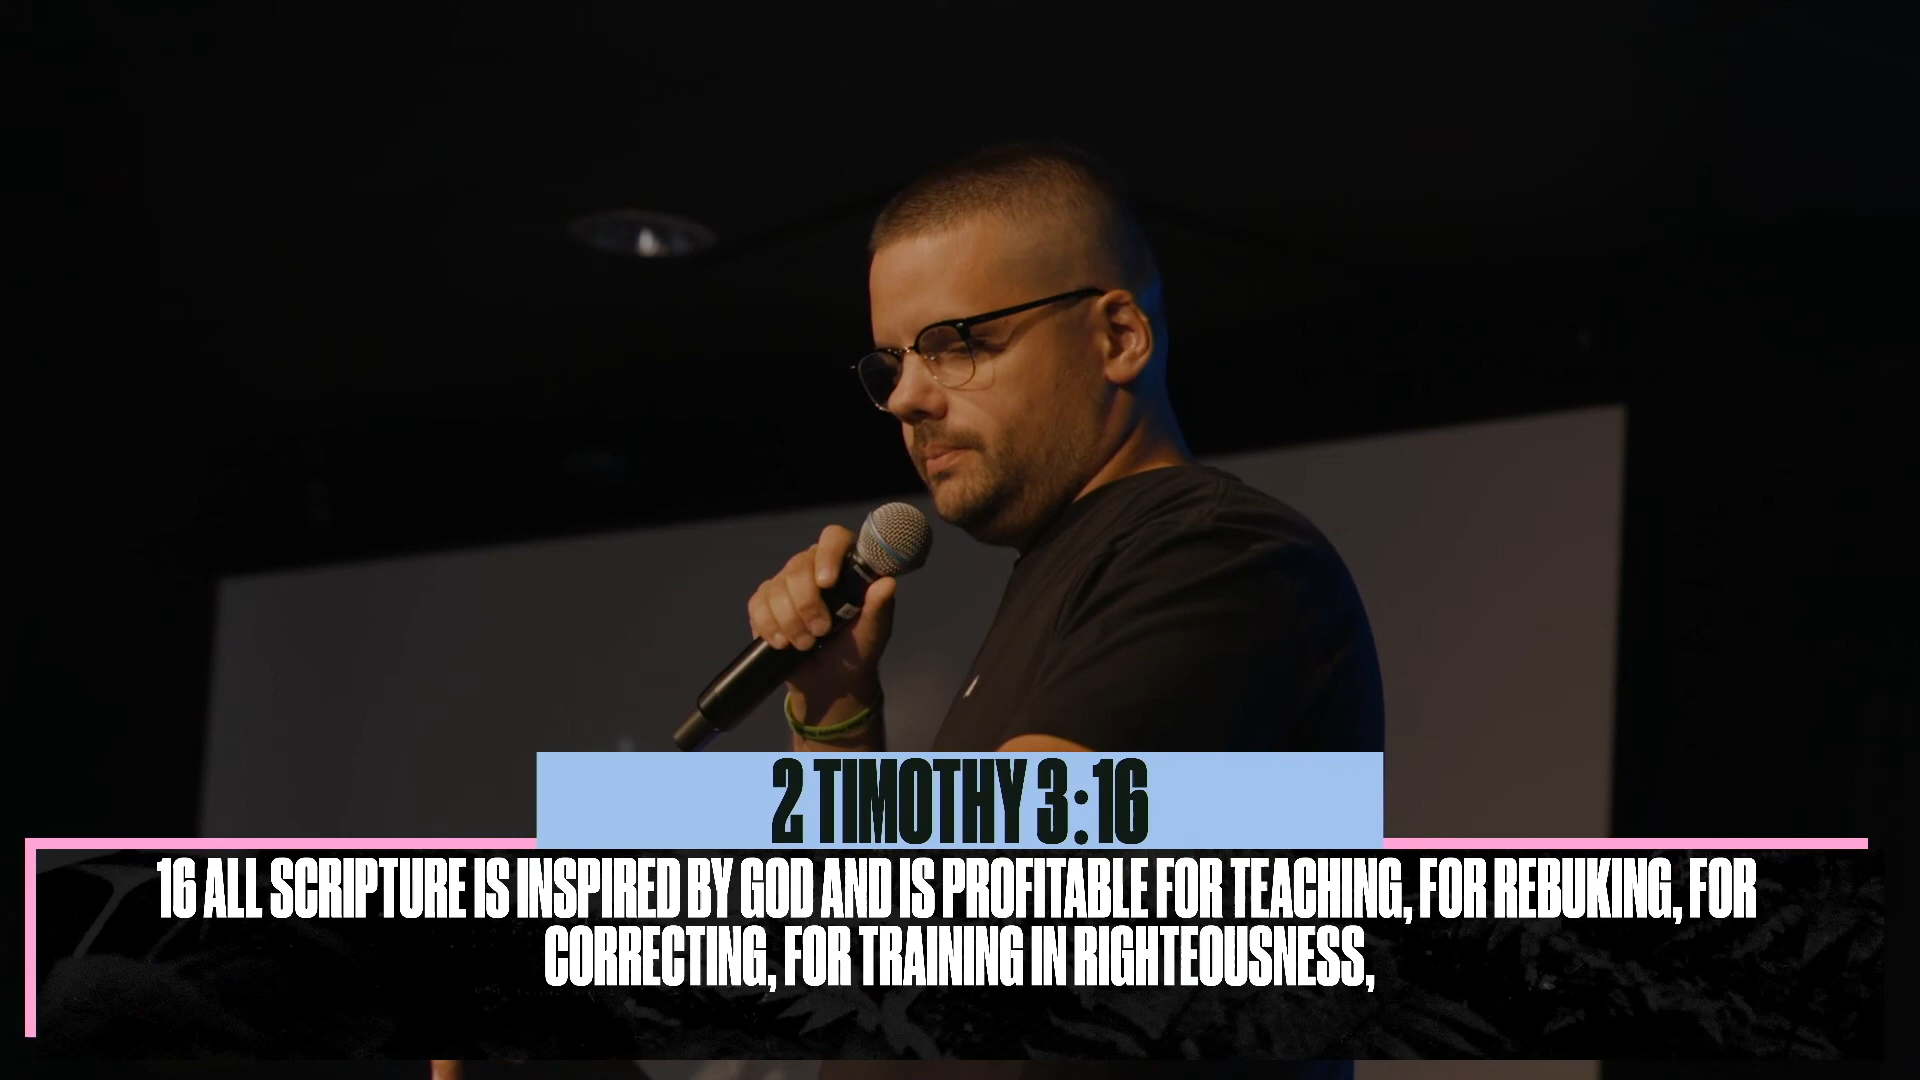 2 TIMOTHY 3:16
16 ALL SCRIPTURE IS INSPIRED BY GOD AND IS PROFITABLE FOR TEACHING, FOR REBUKING, FOR
CORRECTING, FOR TRAINING IN RIGHTEOUSNESS,